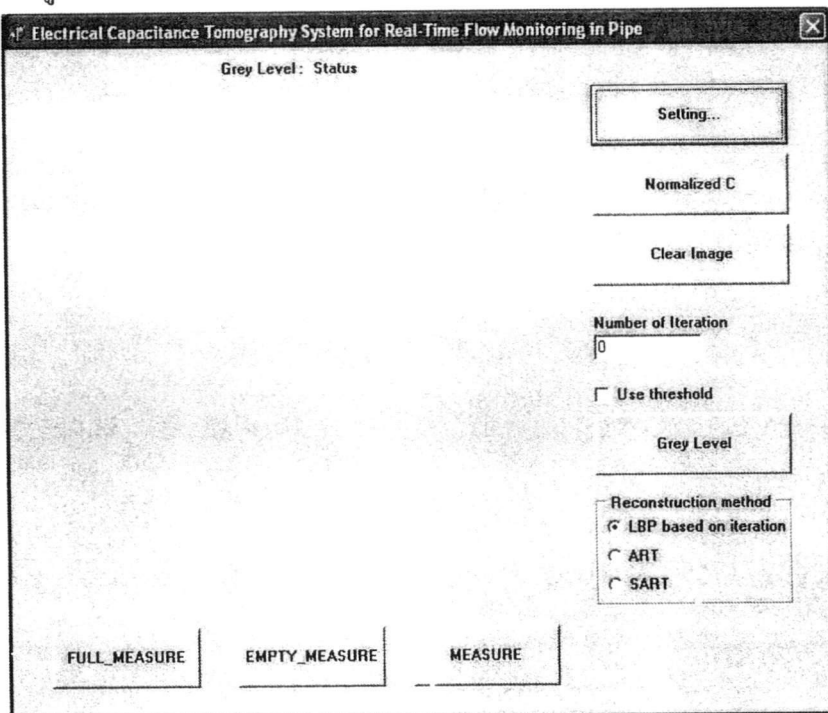 Electrical Capacitance Tomography System for Real-Time Flow Monitoring in Pipe
Grey Level : Status
Setting...
Normalized C
Clear Image
Number of Iteration
0
Use threshold
Grey Level
Reconstruction method
LBP based on iteration
ART
SART
FULL_MEASURE
EMPTY_MEASURE
MEASURE